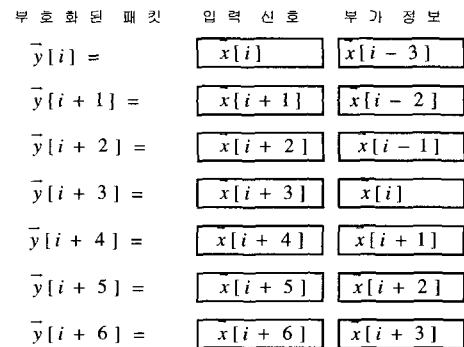 부호화된 패킷 입력 신호 부가 정보
y⃗[i] = x[i] x[i − 3]
y⃗[i + 1] = x[i + 1] x[i − 2]
y⃗[i + 2] = x[i + 2] x[i − 1]
y⃗[i + 3] = x[i + 3] x[i]
y⃗[i + 4] = x[i + 4] x[i + 1]
y⃗[i + 5] = x[i + 5] x[i + 2]
y⃗[i + 6] = x[i + 6] x[i + 3]